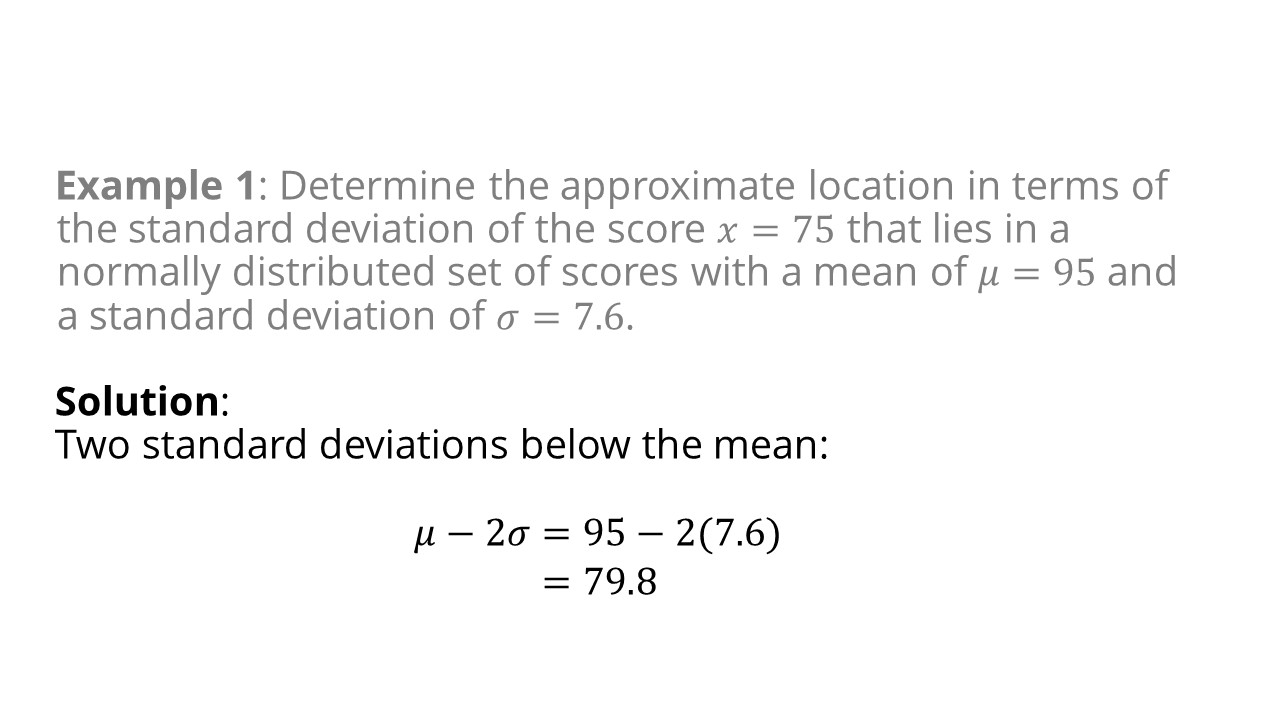 Example 1: Determine the approximate location in terms of
the standard deviation of the score 𝑥 = 75 that lies in a
normally distributed set of scores with a mean of 𝜇 = 95 and
a standard deviation of 𝜎 = 7.6.
Solution:
Two standard deviations below the mean:
𝜇 − 2𝜎 = 95 − 2(7.6)
= 79.8